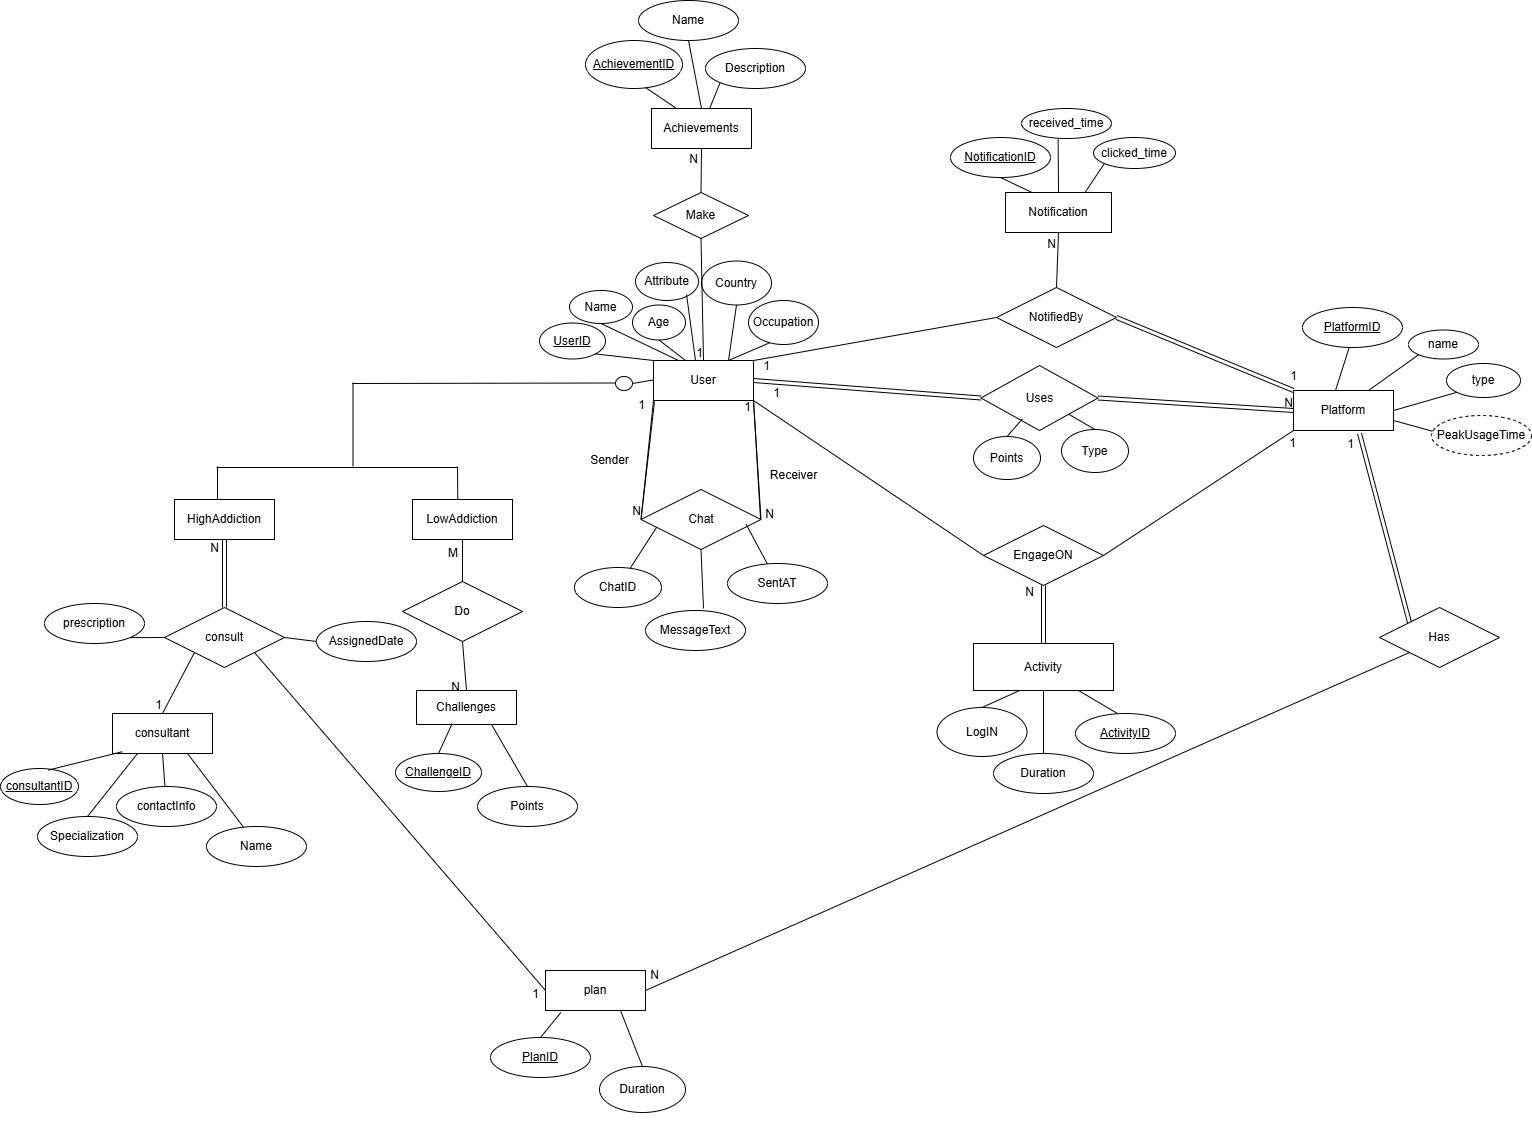 Name
AchievementID
Description
Achievements
N
Make
received_time
NotificationID
clicked_time
Notification
N
Attribute
Country
Name
Age
Occupation
UserID
1
User
1
1
1
1
NotifiedBy
1
N
PlatformID
name
type
PeakUsageTime
Platform
1
1
Uses
Points
Type
Sender
Receiver
N
N
Chat
ChatID
SentAT
MessageText
HighAddiction
LowAddiction
N
M
prescription
consult
AssignedDate
Do
EngageON
N
Has
Activity
LogIN
ActivityID
Duration
N
Challenges
ChallengeID
Points
1
consultant
consultantID
contactInfo
Specialization
Name
1
plan
N
PlanID
Duration